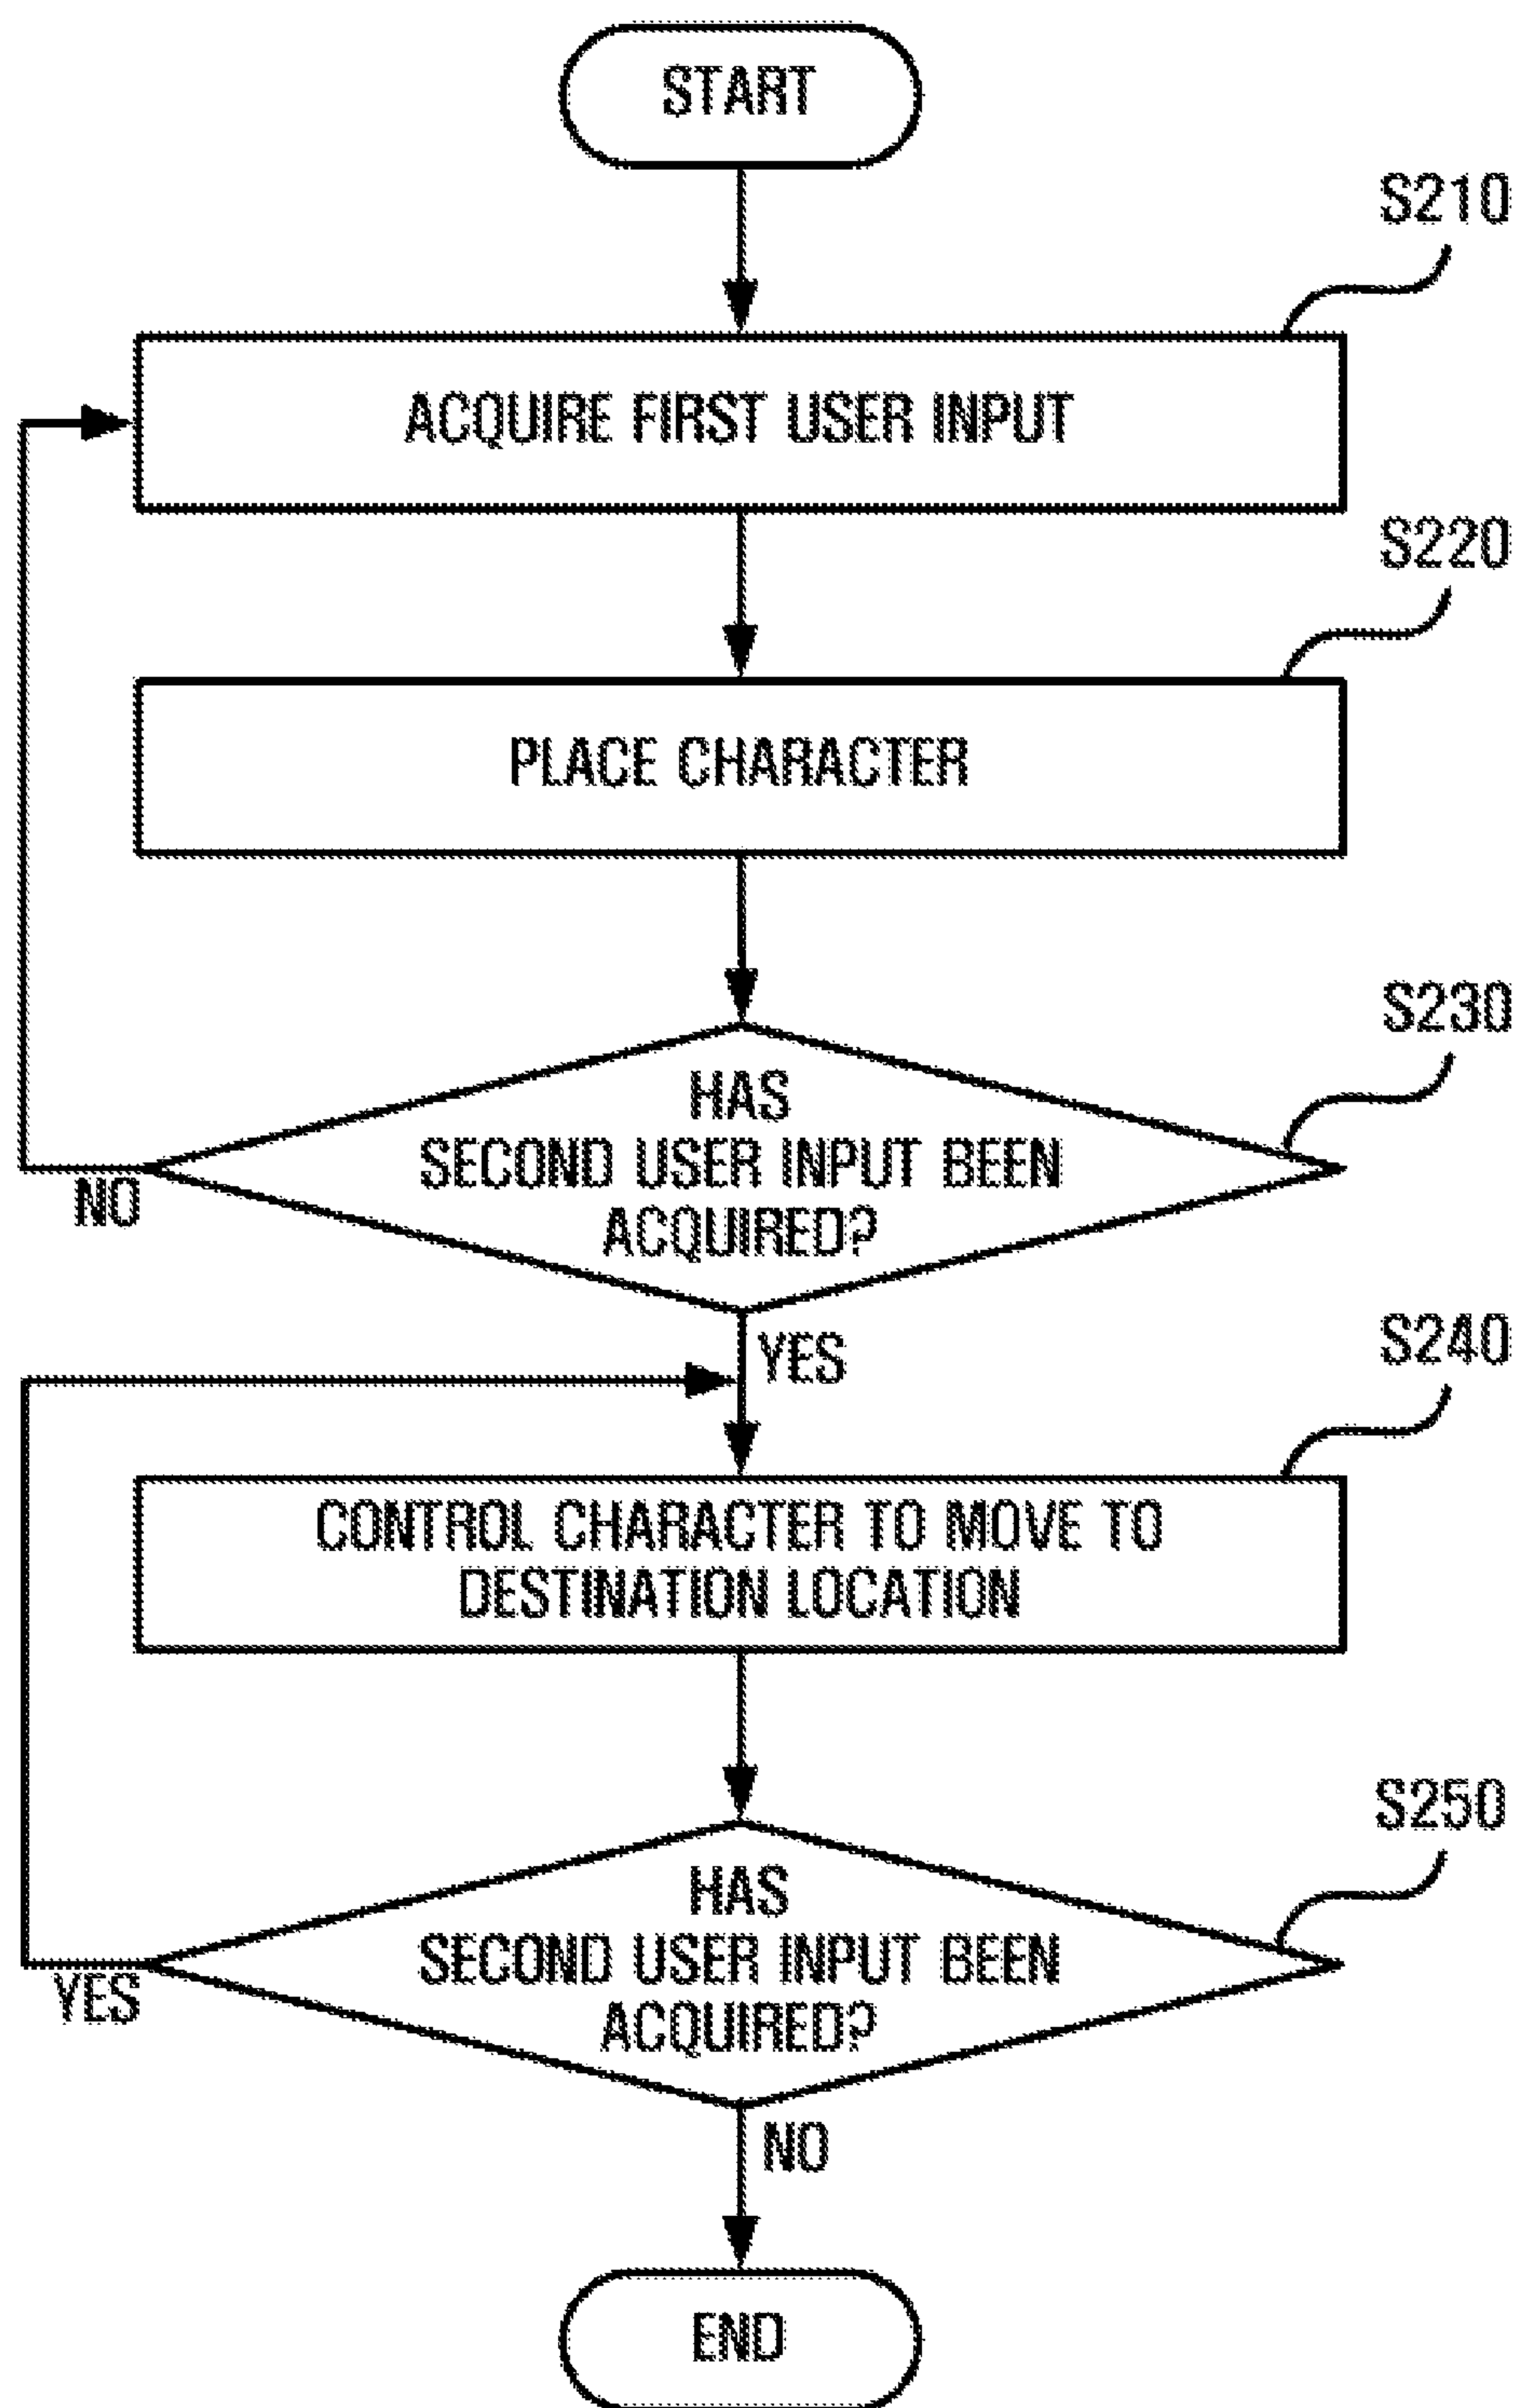 START
S210
ACQUIRE FIRST USER INPUT
S220
PLACE CHARACTER
S230
HAS
SECOND USER INPUT BEEN
ACQUIRED?
NO
YES
S240
CONTROL CHARACTER TO MOVE TO
DESTINATION LOCATION
S250
HAS
SECOND USER INPUT BEEN
ACQUIRED?
YES
NO
END